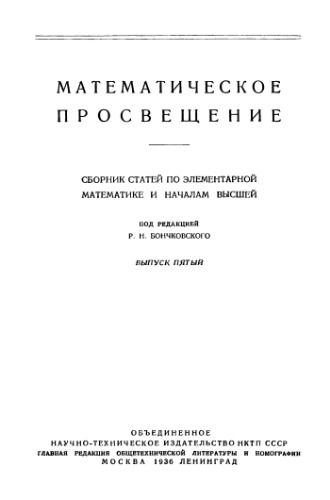 МАТЕМАТИЧЕСКОЕ
ПРОСВЕЩЕНИЕ
СБОРНИК СТАТЕЙ ПО ЭЛЕМЕНТАРНОЙ
МАТЕМАТИКЕ И НАЧАЛАМ ВЫСШЕЙ
ПОД РЕДАКЦИЕЙ
Р. Н. БОНЧКОВСКОГО
ВЫПУСК ПЯТЫЙ
ОБЪЕДИНЕННОЕ
НАУЧНО-ТЕХНИЧЕСКОЕ ИЗДАТЕЛЬСТВО НКТП СССР
ГЛАВНАЯ РЕДАКЦИЯ ОБЩЕТЕХНИЧЕСКОЙ ЛИТЕРАТУРЫ И НОМОГРАФИИ
МОСКВА 1936 ЛЕНИНГРАД